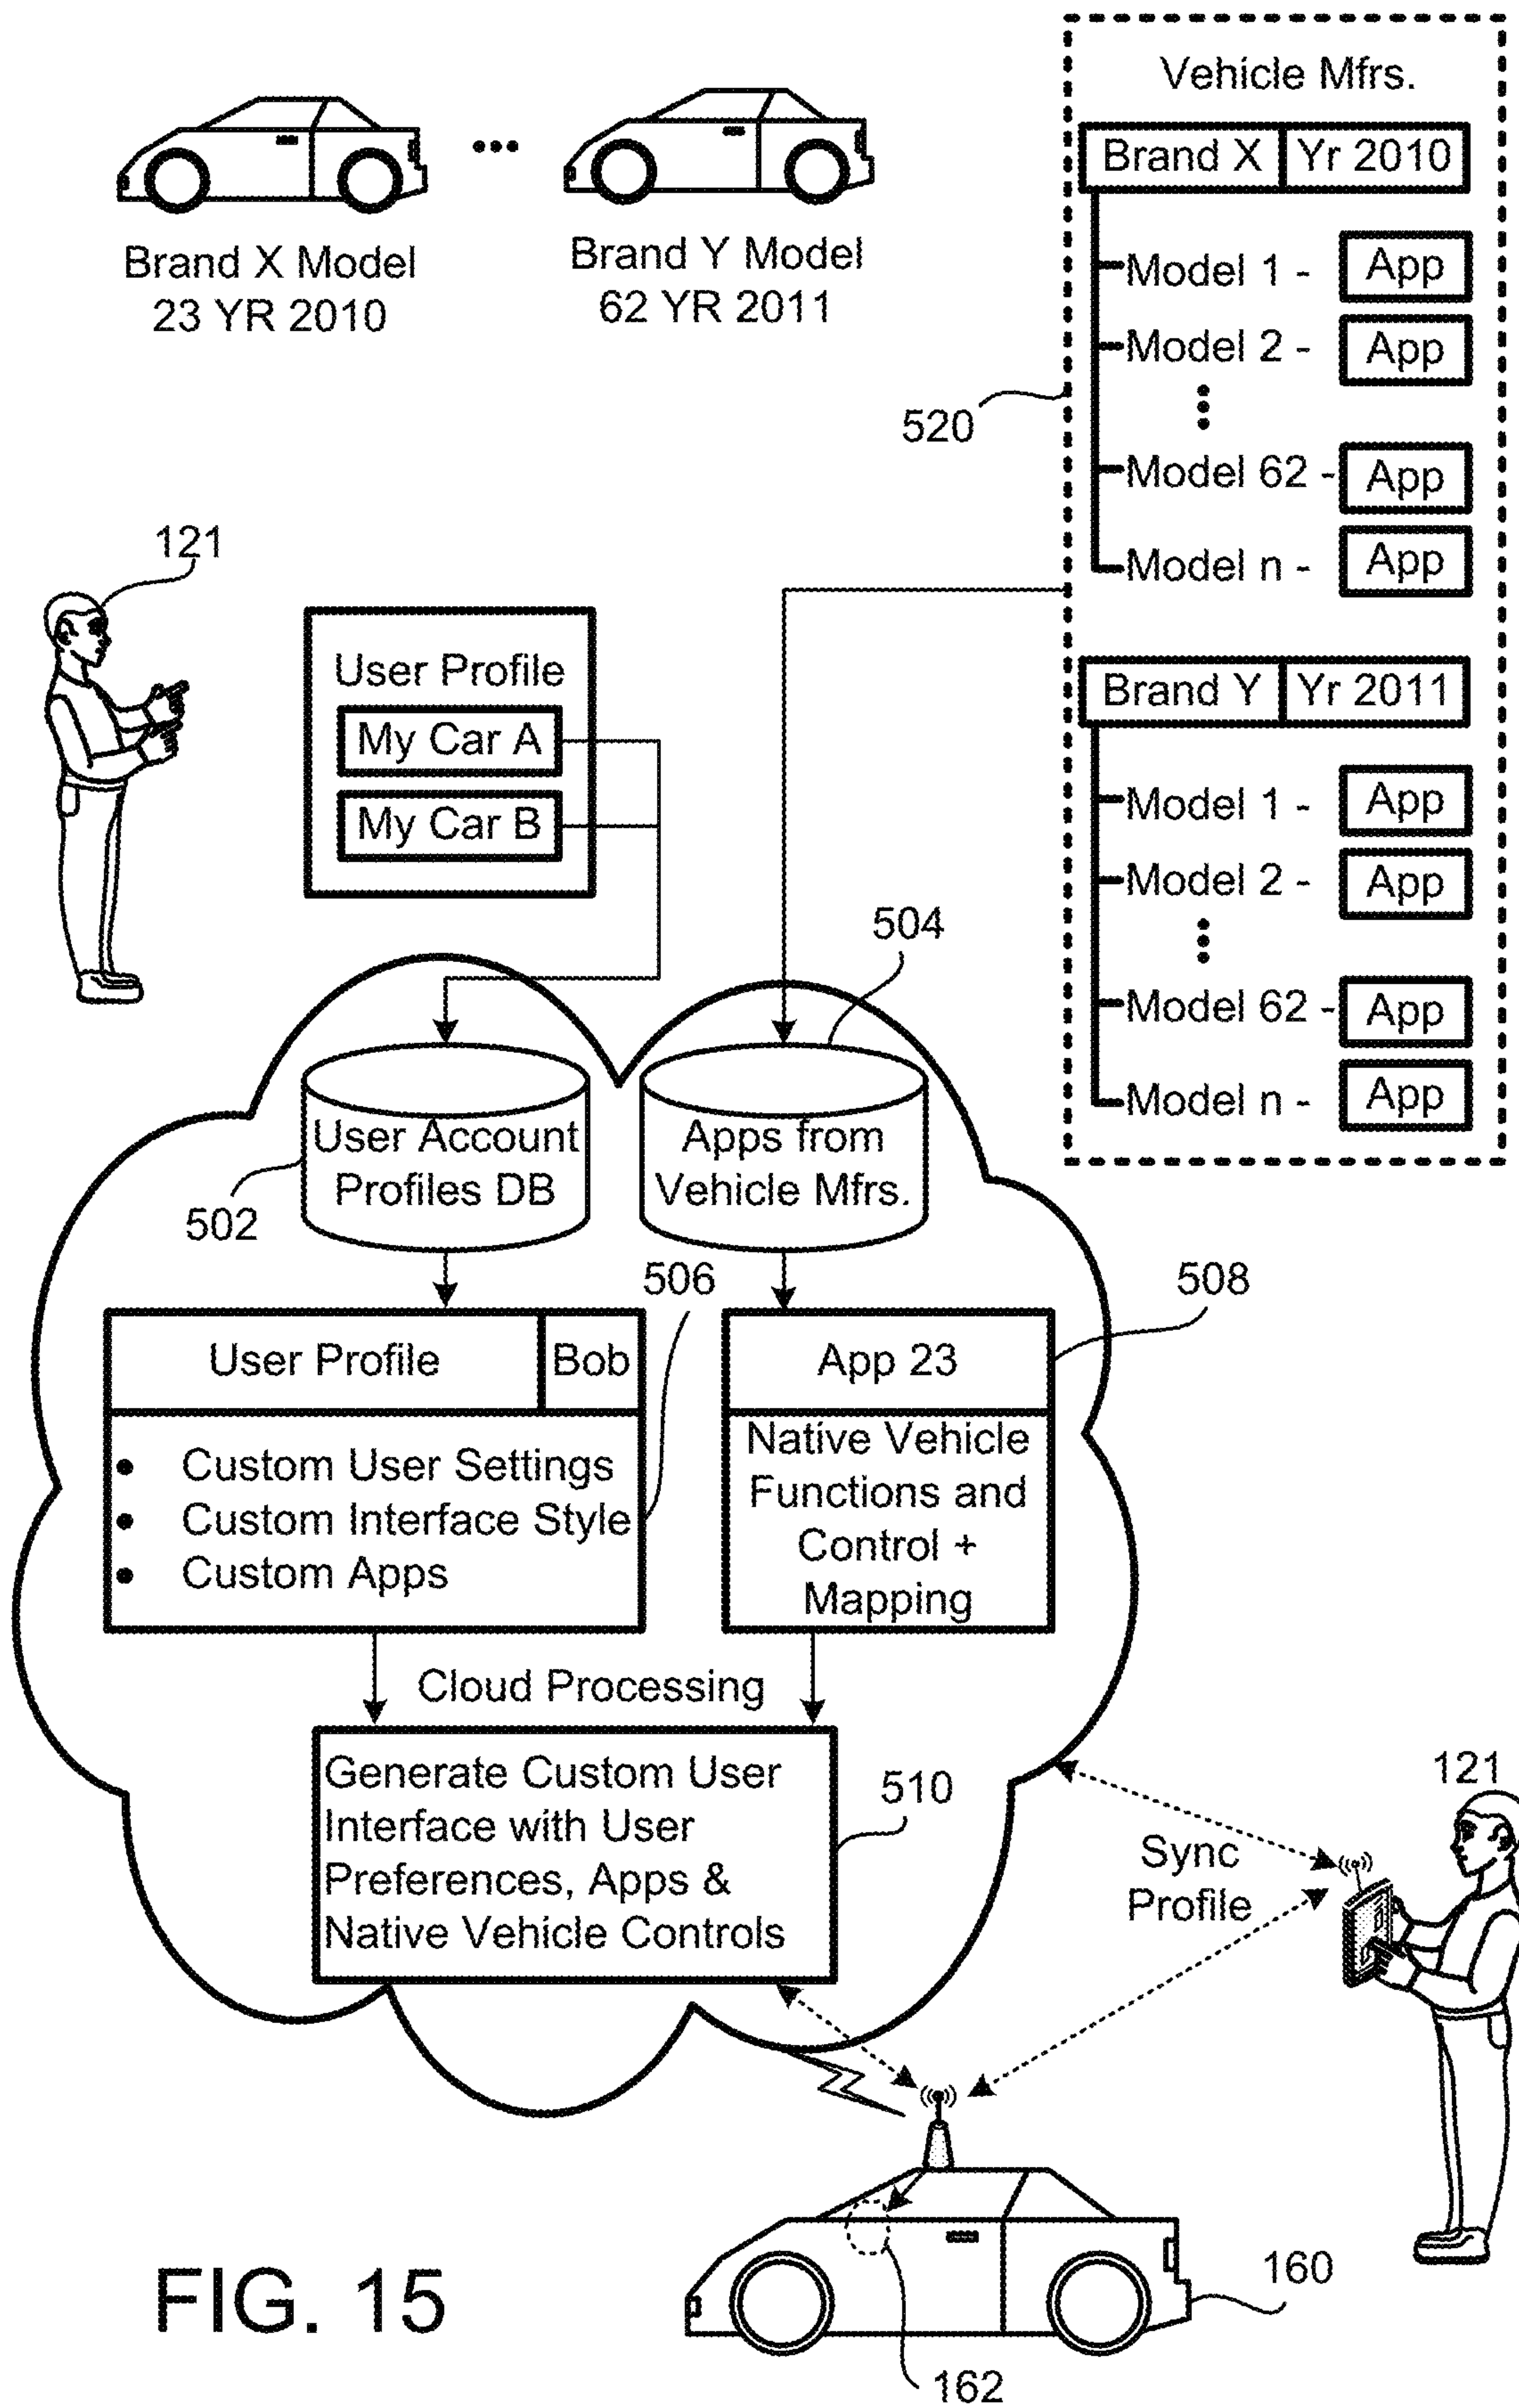 Vehicle Mfrs.
Brand X Yr 2010
Model 1 - App
Model 2 - App
Model 62 - App
Model n - App
Brand Y Yr 2011
Model 1 - App
Model 2 - App
Model 62 - App
Model n - App
520
Brand X Model
23 YR 2010
Brand Y Model
62 YR 2011
121
User Profile
My Car A
My Car B
504
User Account
Profiles DB
502
Apps from
Vehicle Mfrs.
506
508
User Profile Bob
• Custom User Settings
• Custom Interface Style
• Custom Apps
App 23
Native Vehicle
Functions and
Control +
Mapping
Cloud Processing
Generate Custom User
Interface with User
Preferences, Apps &
Native Vehicle Controls
510
121
Sync
Profile
160
162
FIG. 15